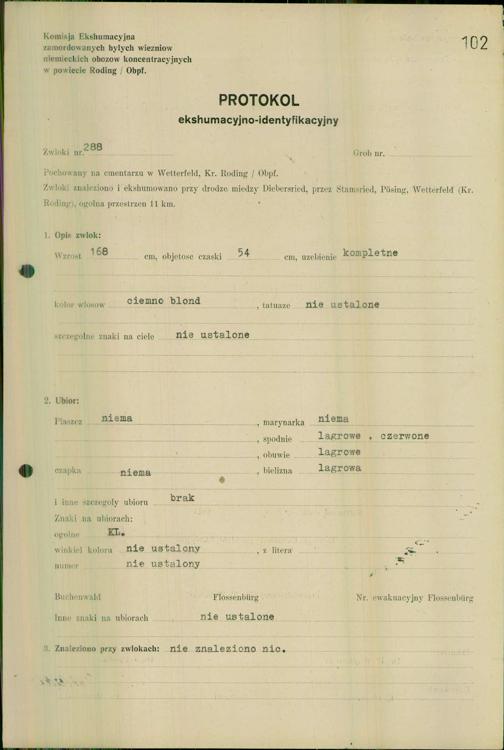 Komisja Ekshumacyjna
zamordowanych byłych wiezniow
niemieckich obozow koncentracyjnych
w powiecie Roding / Obpf.
102
PROTOKOL
ekshumacyjno-identyfikacyjny
Zwloki nr. 288 Grob nr.
Pochowany na cmentarzu w Wetterfeld, Kr. Roding / Obpf.
Zwloki znaleziono i ekshumowano przy drodze miedzy Diebersried, przez Stamsried, Pösing, Wetterfeld (Kr.
Roding), ogolna przestrzen 11 km.
1. Opis zwlok:
Wzrost 168 cm, objetosc czaski 54 cm, uzebienie kompletne
kolor wlosow ciemno blond , tatuaze nie ustalone
szczegolne znaki na ciele nie ustalone
2. Ubior:
Plaszcz niema , marynarka niema
, spodnie lagrowe , czerwone
, obuwie lagrowe
czapka niema , bielizna lagrowa
i inne szczegoly ubioru brak
Znaki na ubiorach:
ogolne KL.
winkiel koloru nie ustalony , z litera
numer nie ustalony
Buchenwald Flossenbürg Nr. ewakuacyjny Flossenbürg
Inne znaki na ubiorach nie ustalone
3. Znaleziono przy zwlokach: nie znaleziono nic.